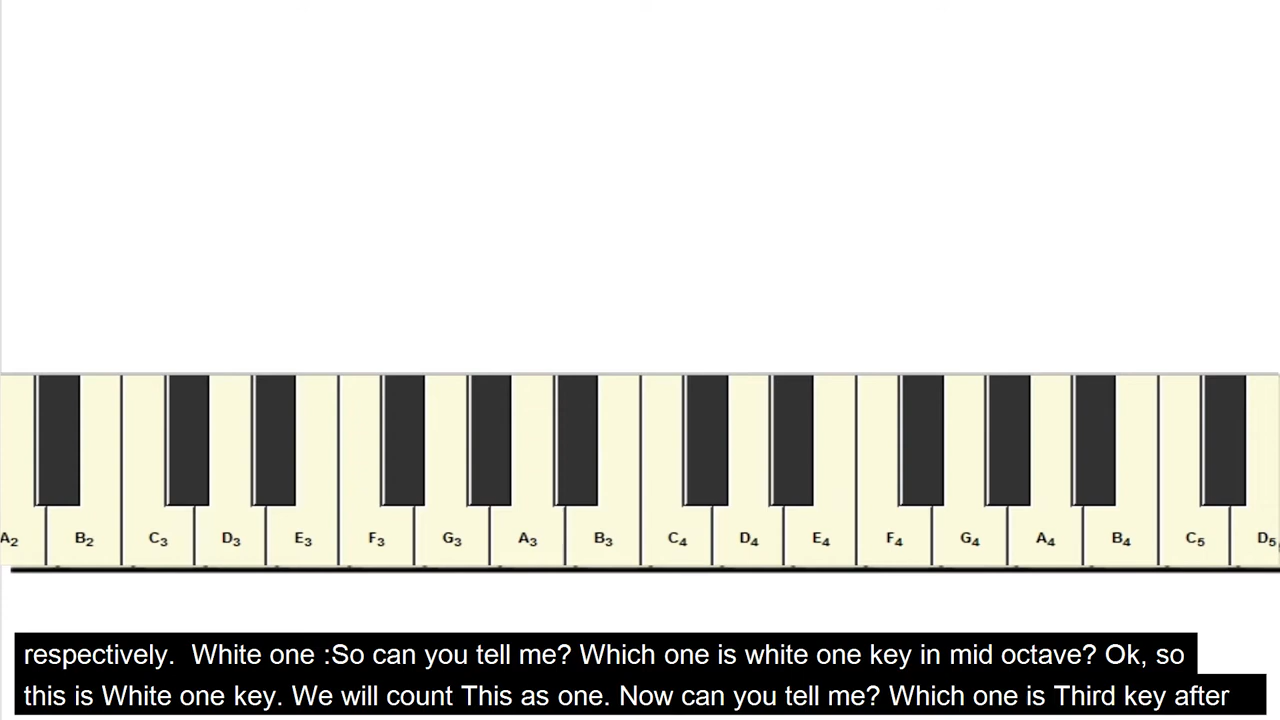 A2 B2 C3 D3 E3 F3 G3 A3 B3 C4 D4 E4 F4 G4 A4 B4 C5 D5
respectively.  White one :So can you tell me? Which one is white one key in mid octave? Ok, so
this is White one key. We will count This as one. Now can you tell me? Which one is Third key after